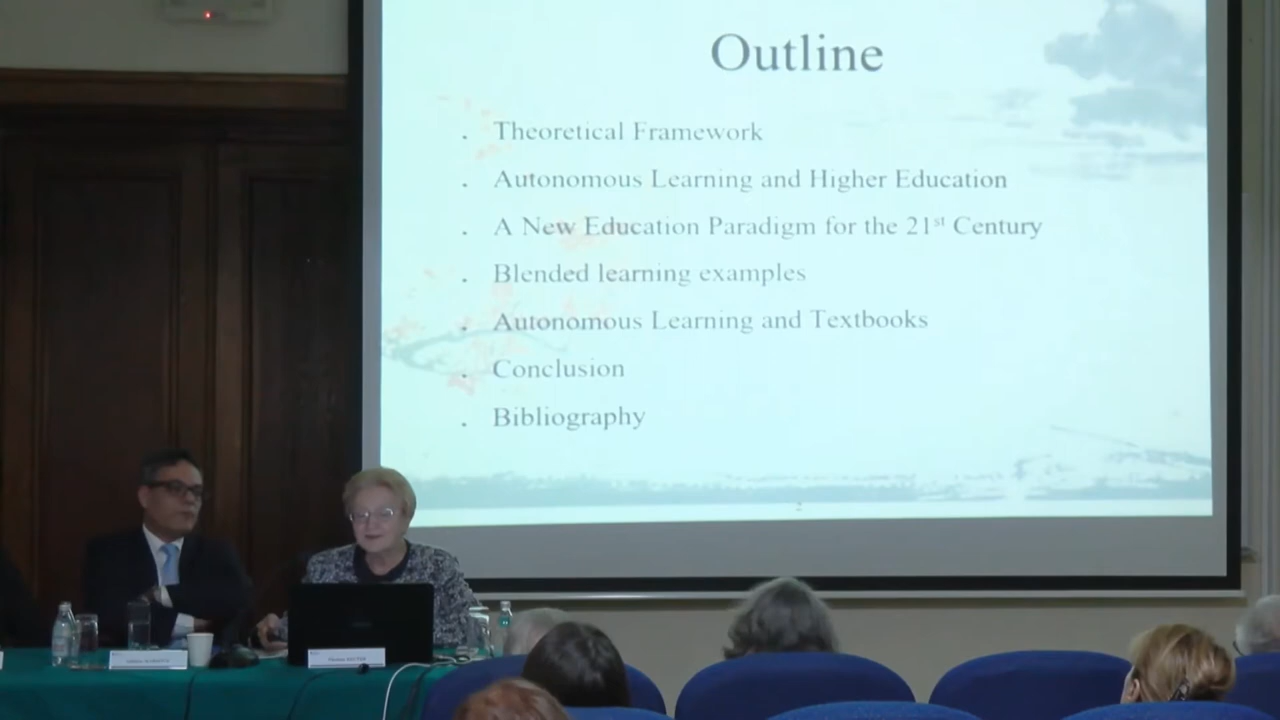 Outline
. Theoretical Framework
. Autonomous Learning and Higher Education
. A New Education Paradigm for the 21st Century
. Blended learning examples
. Autonomous Learning and Textbooks
. Conclusion
. Bibliography